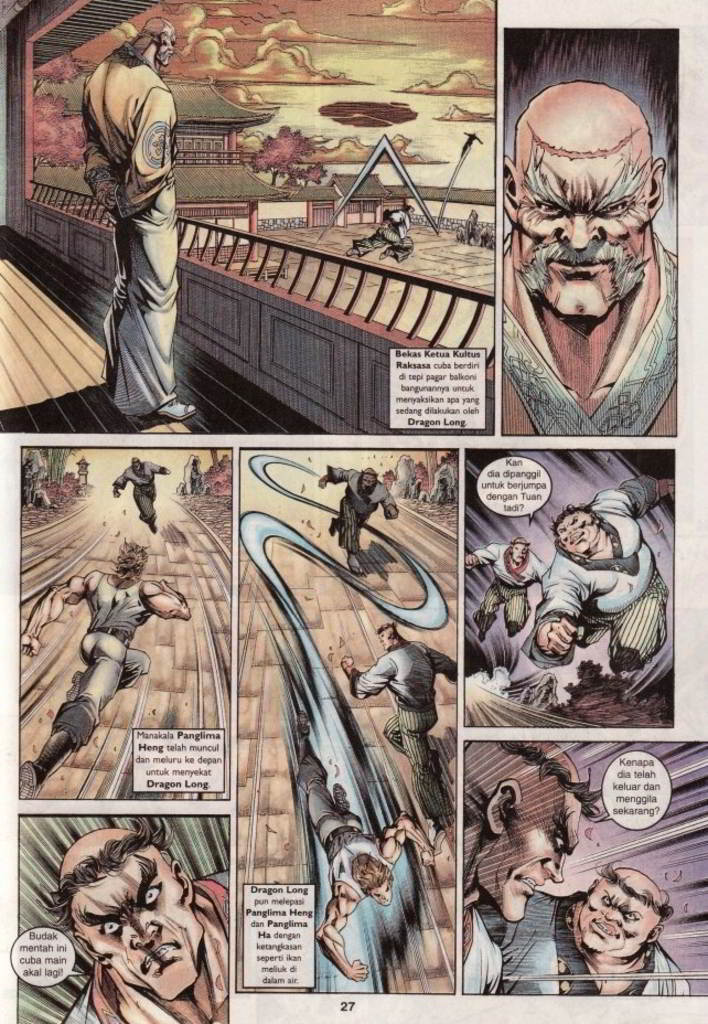 Bekas Ketua Kultus
Raksasa cuba berdiri
di tepi pagar balkoni
bangunannya untuk
menyaksikan apa yang
sedang dilakukan oleh
Dragon Long.
Manakala Panglima
Heng telah muncul
dan meluru ke depan
untuk menyekat
Dragon Long.
Dragon Long
pun melepasi
Panglima Heng
dan Panglima
Ha dengan
ketangkasan
seperti ikan
meliuk di
dalam air.
Kan
dia dipanggil
untuk berjumpa
dengan Tuan
tadi?
Kenapa
dia telah
keluar dan
menggila
sekarang?
Budak
mentah ini
cuba main
akal lagi!
27